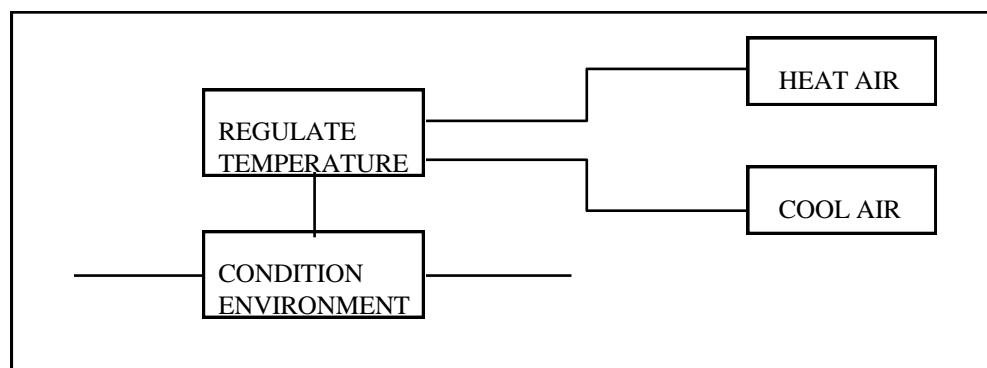 HEAT AIR
REGULATE
TEMPERATURE
COOL AIR
CONDITION
ENVIRONMENT